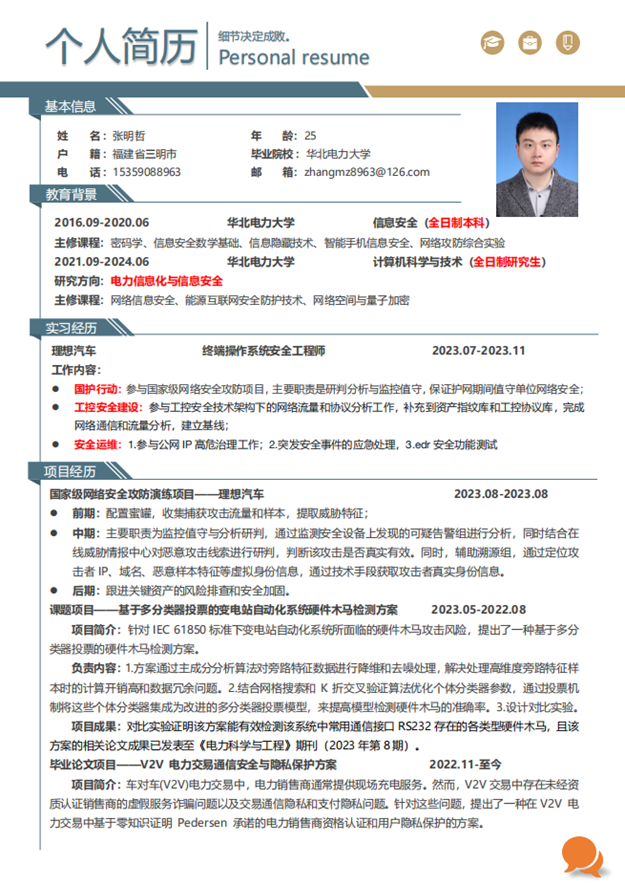 个人简历
细节决定成败。
Personal resume
基本信息
姓 名：张明哲 年 龄：25
户 籍：福建省三明市 毕业院校：华北电力大学
电 话：15359088963 邮 箱：zhangmz8963@126.com
教育背景
2016.09-2020.06 华北电力大学 信息安全（全日制本科）
主修课程：密码学、信息安全数学基础、信息隐藏技术、智能手机信息安全、网络攻防综合实验
2021.09-2024.06 华北电力大学 计算机科学与技术（全日制研究生）
研究方向：电力信息化与信息安全
主修课程：网络信息安全、能源互联网安全防护技术、网络空间与量子加密
实习经历
理想汽车 终端操作系统安全工程师 2023.07-2023.11
工作内容：
● 国护行动：参与国家级网络安全攻防项目，主要职责是研判分析与监控值守，保证护网期间值守单位网络安全；
● 工控安全建设：参与工控安全技术架构下的网络流量和协议分析工作，补充到资产指纹库和工控协议库，完成
网络通信和流量分析，建立基线；
● 安全运维：1.参与公网 IP 高危治理工作；2.突发安全事件的应急处理，3.edr 安全功能测试
项目经历
国家级网络安全攻防演练项目——理想汽车 2023.08-2023.08
● 前期：配置蜜罐，收集捕获攻击流量和样本，提取威胁特征；
● 中期：主要职责为监控值守与分析研判，通过监测安全设备上发现的可疑告警组进行分析，同时结合在
线威胁情报中心对恶意攻击线索进行研判，判断该攻击是否真实有效。同时，辅助溯源组，通过定位攻
击者 IP、域名、恶意样本特征等虚拟身份信息，通过技术手段获取攻击者真实身份信息。
● 后期：跟进关键资产的风险排查和安全加固。
课题项目——基于多分类器投票的变电站自动化系统硬件木马检测方案 2023.05-2022.08
项目简介：针对 IEC 61850 标准下变电站自动化系统所面临的硬件木马攻击风险，提出了一种基于多分
类器投票的硬件木马检测方案。
负责内容：1.方案通过主成分分析算法对旁路特征数据进行降维和去噪处理，解决处理高维度旁路特征样
本时的计算开销高和数据冗余问题。2.结合网格搜索和 K 折交叉验证算法优化个体分类器参数，通过投票机
制将这些个体分类器集成为改进的多分类器投票模型，来提高模型检测硬件木马的准确率。3.设计对比实验。
项目成果：对比实验证明该方案能有效检测该系统中常用通信接口 RS232 存在的各类型硬件木马，且该
方案的相关论文成果已发表至《电力科学与工程》期刊（2023 年第 8 期）。
毕业论文项目——V2V 电力交易通信安全与隐私保护方案 2022.11-至今
项目简介：车对车(V2V)电力交易中，电力销售商通常提供现场充电服务。然而，V2V 交易中存在未经资
质认证销售商的虚假服务诈骗问题以及交易通信隐私和支付隐私问题。针对这些问题，提出了一种在 V2V 电
力交易中基于零知识证明 Pedersen 承诺的电力销售商资格认证和用户隐私保护的方案。